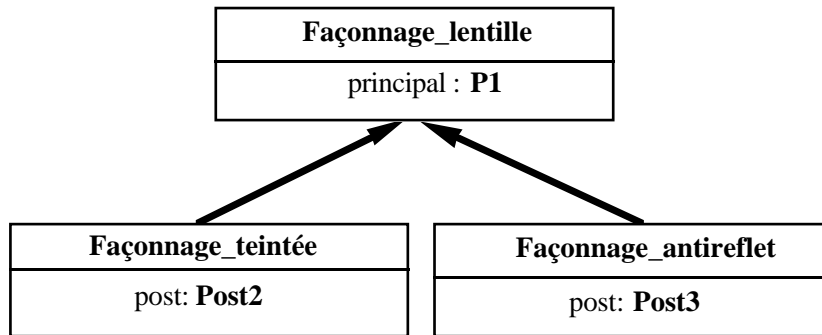 Façonnage_lentille
principal : P1
Façonnage_teintée
post: Post2
Façonnage_antireflet
post: Post3